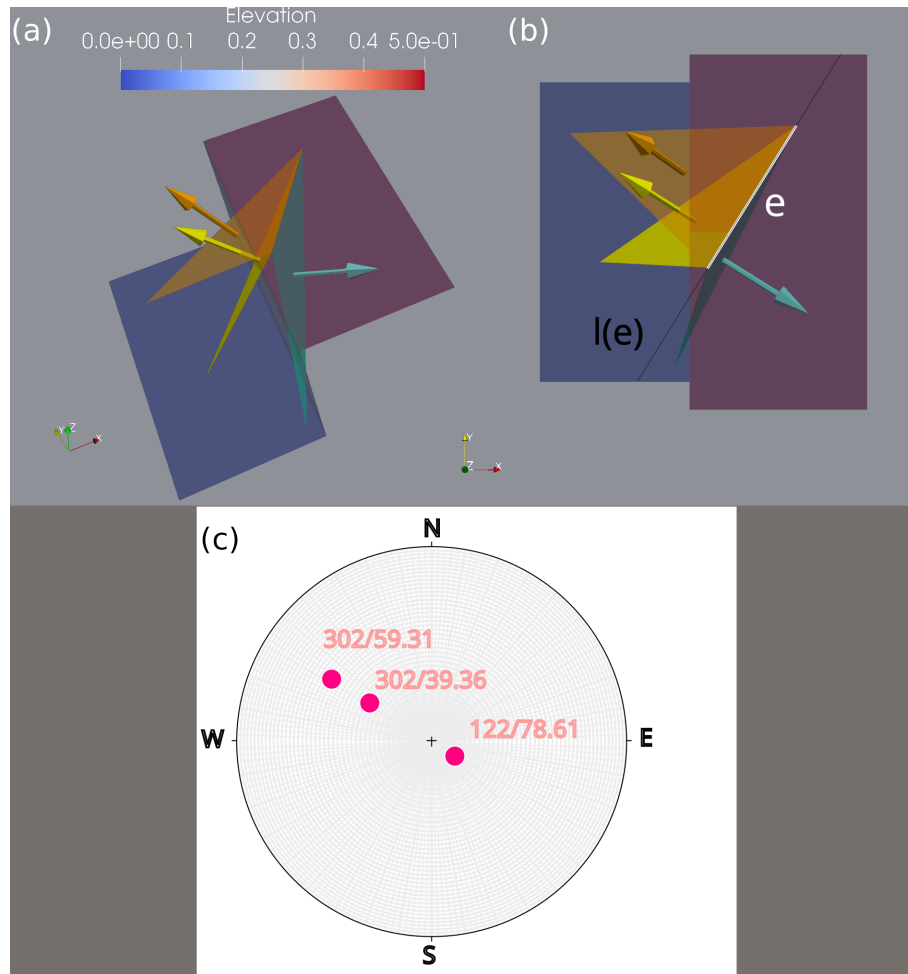 (a)
Elevation
0.0e+00 0.1 0.2 0.3 0.4 5.0e-01
Y Z X
(b)
e
l(e)
Y
Z X
(c)
N
302/59.31
302/39.36
122/78.61
W E
S